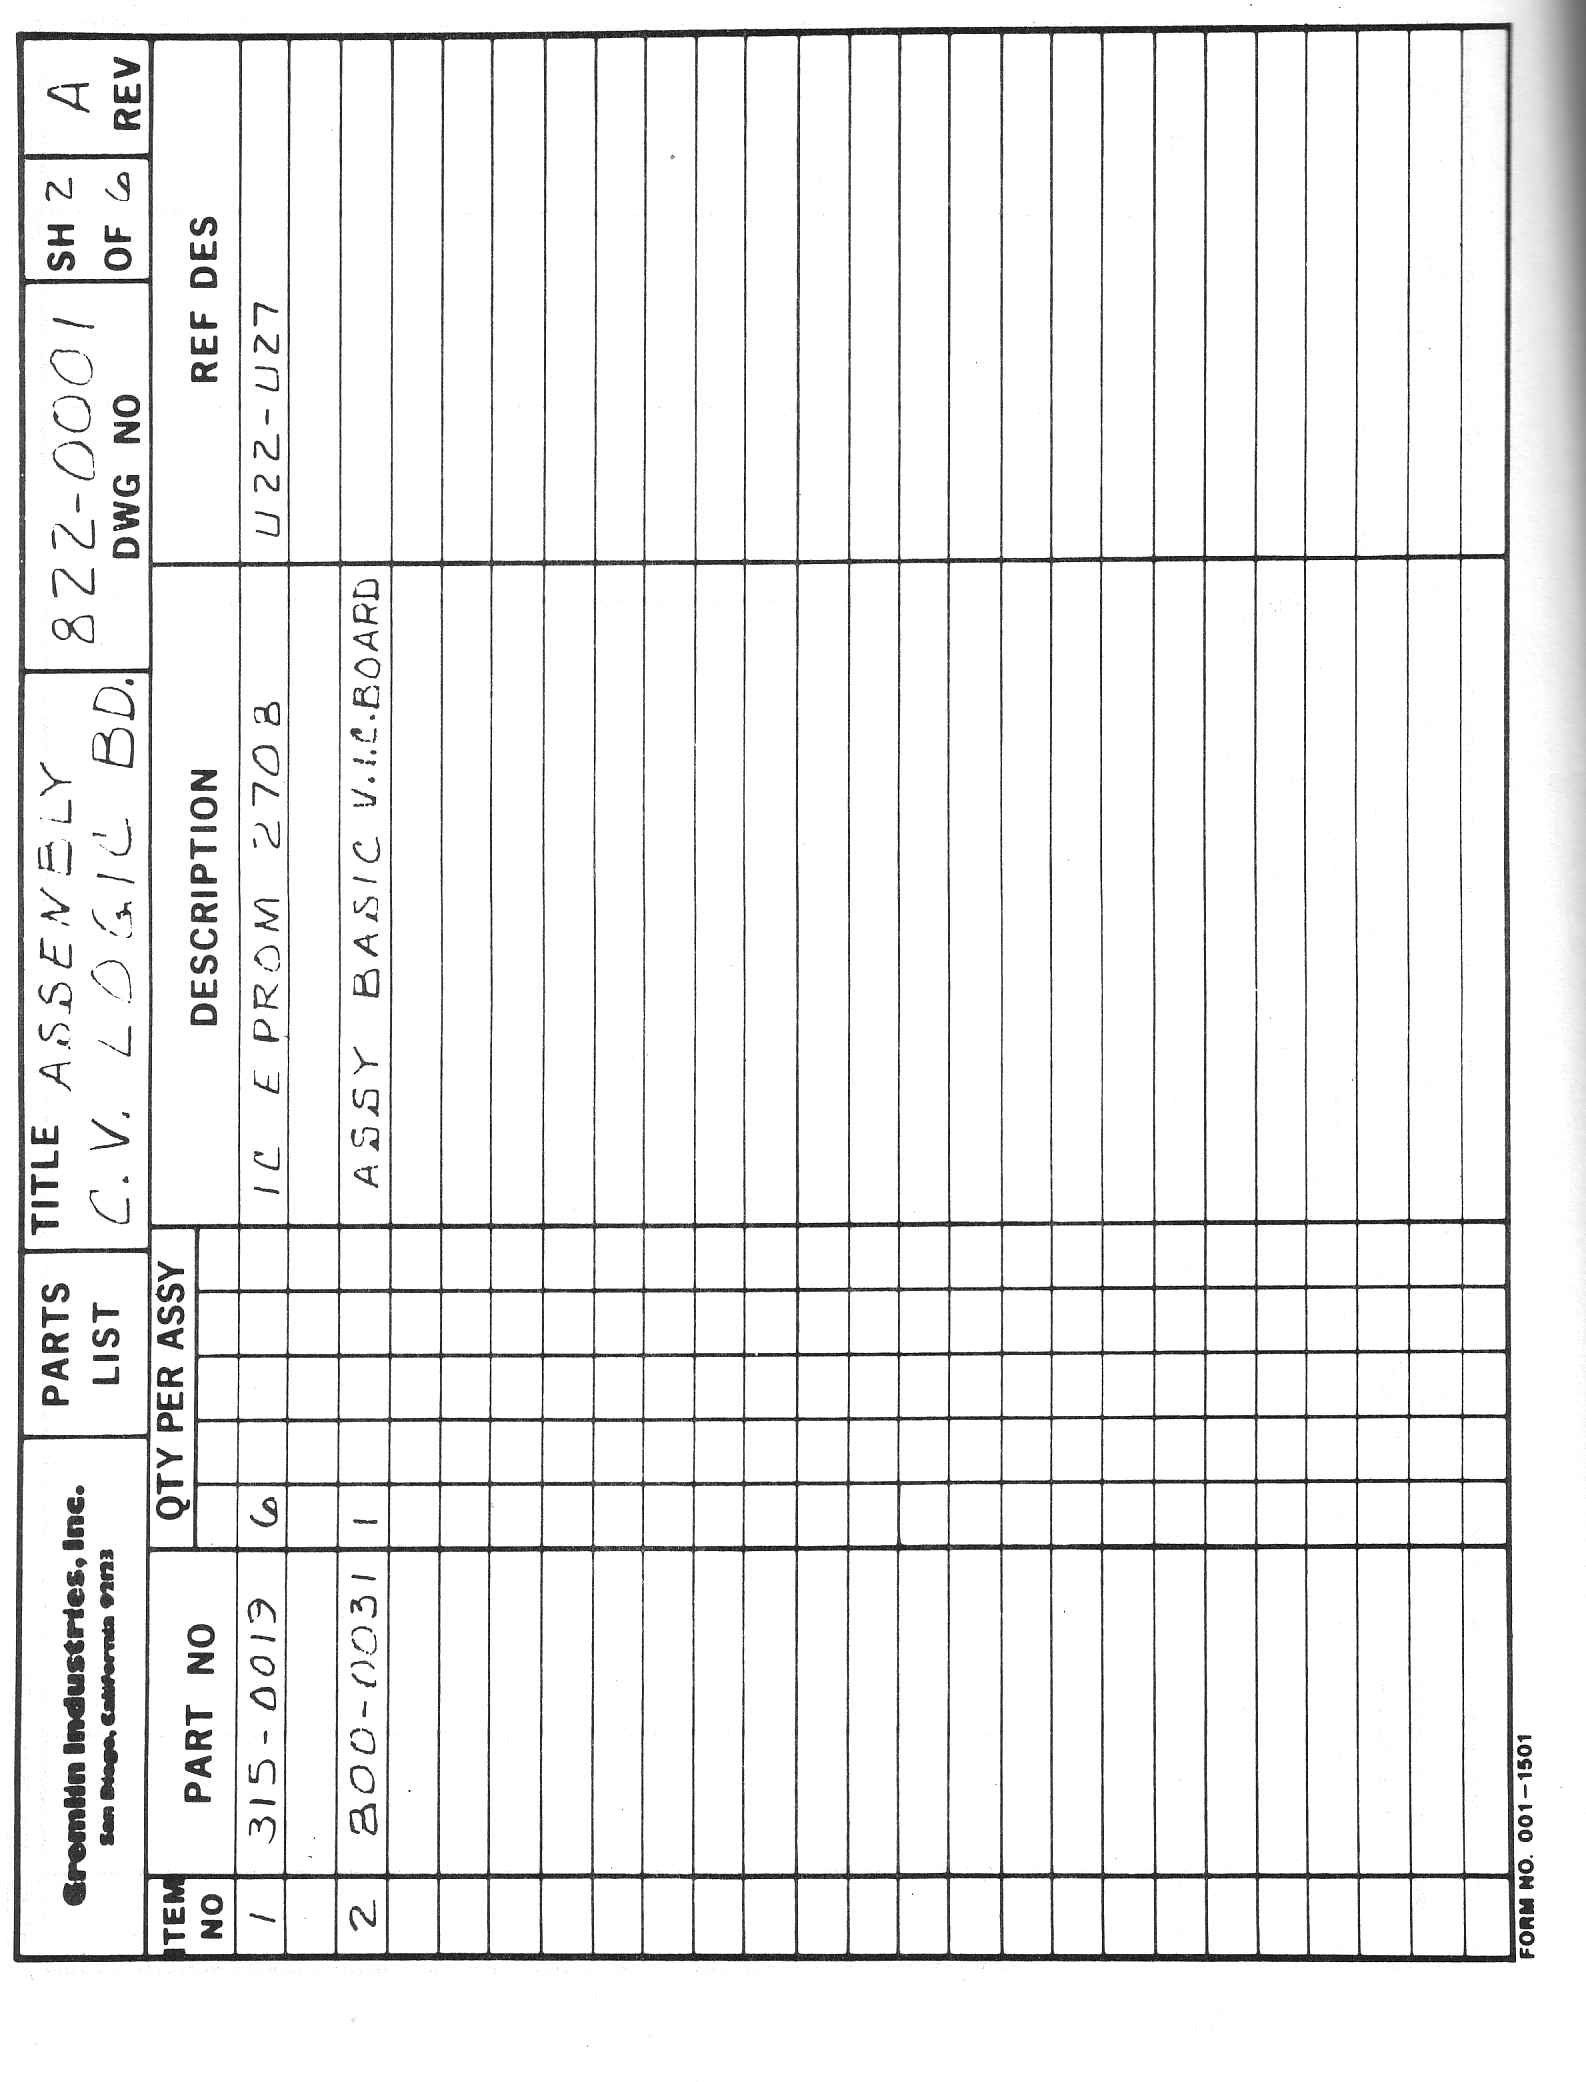 Gremlin Industries, Inc.
San Diego, California 92123
PARTS LIST
TITLE ASSENBLY
C.V. LOGIC BD.
822-0001
DWG NO
SH 2
OF 6
A
REV
ITEM NO
PART NO
QTY PER ASSY
DESCRIPTION
REF DES
1 315-0013 6 IC E PROM 2708 U22-U27
2 800-0031 1 ASSY BASIC V.I.C. BOARD
FORM NO. 001-1501